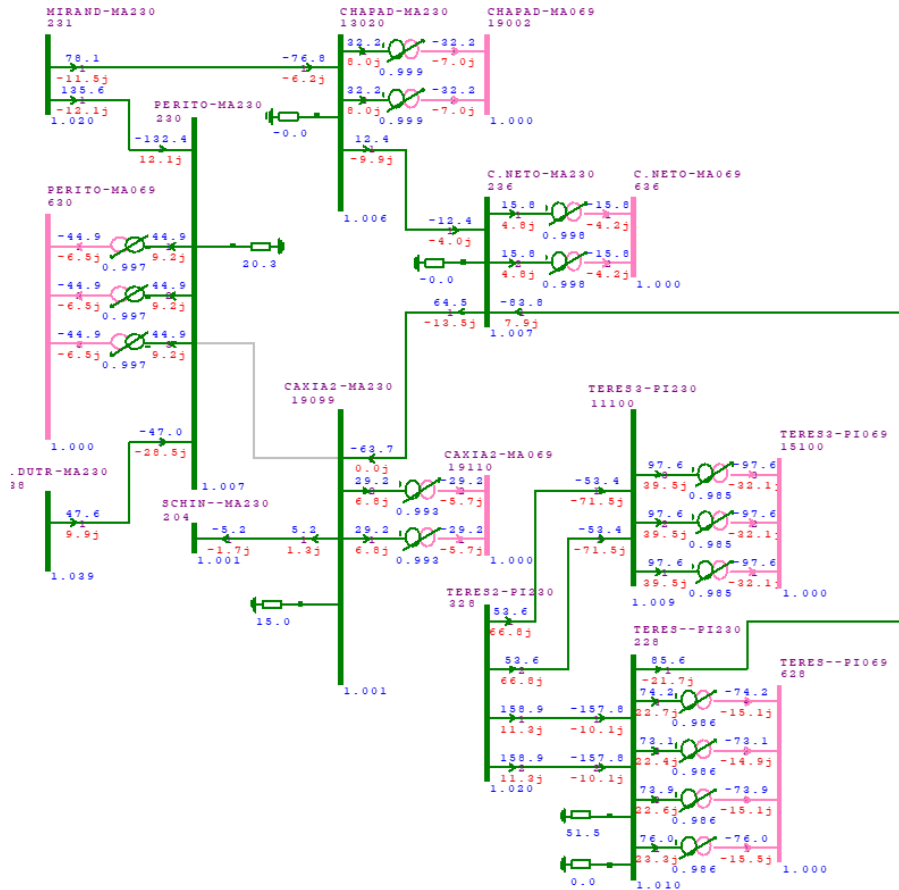 MIRAND-MA230
231
CHAPAD-MA230
13020
CHAPAD-MA069
19002
78.1
-11.5j
-76.8
-6.2j
32.2
8.0j
-32.2
-7.0j
0.999
135.6
-12.1j
1.020
32.2
8.0j
-32.2
-7.0j
0.999
1.000
PERITO-MA230
230
-132.4
12.1j
-0.0
12.4
-9.9j
1.006
C.NETO-MA230
236
C.NETO-MA069
636
PERITO-MA069
630
-44.9
-6.5j
44.9
9.2j
0.997
20.3
-12.4
-4.0j
15.8
4.8j
-15.8
-4.2j
0.998
-44.9
-6.5j
44.9
9.2j
0.997
-0.0
15.8
4.8j
-15.8
-4.2j
0.998
1.000
-44.9
-6.5j
44.9
9.2j
0.997
64.5
-13.5j
-83.8
7.9j
1.007
CAXIA2-MA230
19099
TERES3-PI230
11100
1.000
-47.0
-28.5j
-63.7
0.0j
CAXIA2-MA069
19110
TERES3-PI069
15100
.DUTR-MA230
38
1.007
29.2
6.8j
-29.2
-5.7j
0.993
-53.4
-71.5j
97.6
39.5j
-97.6
-32.1j
0.985
SCHIN--MA230
204
47.6
9.9j
-5.2
-1.7j
5.2
1.3j
29.2
6.8j
-29.2
-5.7j
0.993
-53.4
-71.5j
97.6
39.5j
-97.6
-32.1j
0.985
1.039
1.001
1.000
97.6
39.5j
-97.6
-32.1j
0.985
1.009
1.000
TERES2-PI230
328
15.0
53.6
66.8j
TERES--PI230
228
1.001
53.6
66.8j
85.6
-21.7j
TERES--PI069
628
158.9
11.3j
-157.8
-10.1j
74.2
22.7j
-74.2
-15.1j
0.986
73.1
22.4j
-73.1
-14.9j
0.986
158.9
11.3j
-157.8
-10.1j
1.020
73.9
22.6j
-73.9
-15.1j
0.986
51.5
76.0
23.3j
-76.0
-15.5j
0.986
0.0
1.010
1.000